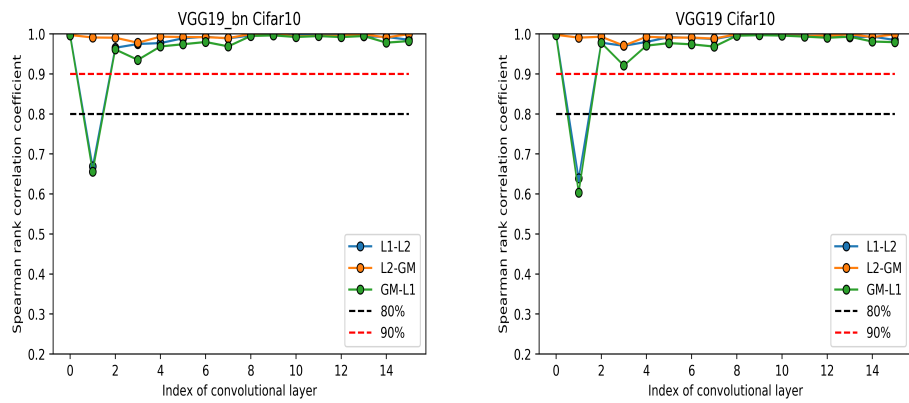 VGG19_bn Cifar10
Spearman rank correlation coefficient
1.0
0.9
0.8
0.7
0.6
0.5
0.4
0.3
0.2
L1-L2
L2-GM
GM-L1
80%
90%
0 2 4 6 8 10 12 14
Index of convolutional layer
VGG19 Cifar10
Spearman rank correlation coefficient
1.0
0.9
0.8
0.7
0.6
0.5
0.4
0.3
0.2
L1-L2
L2-GM
GM-L1
80%
90%
0 2 4 6 8 10 12 14
Index of convolutional layer